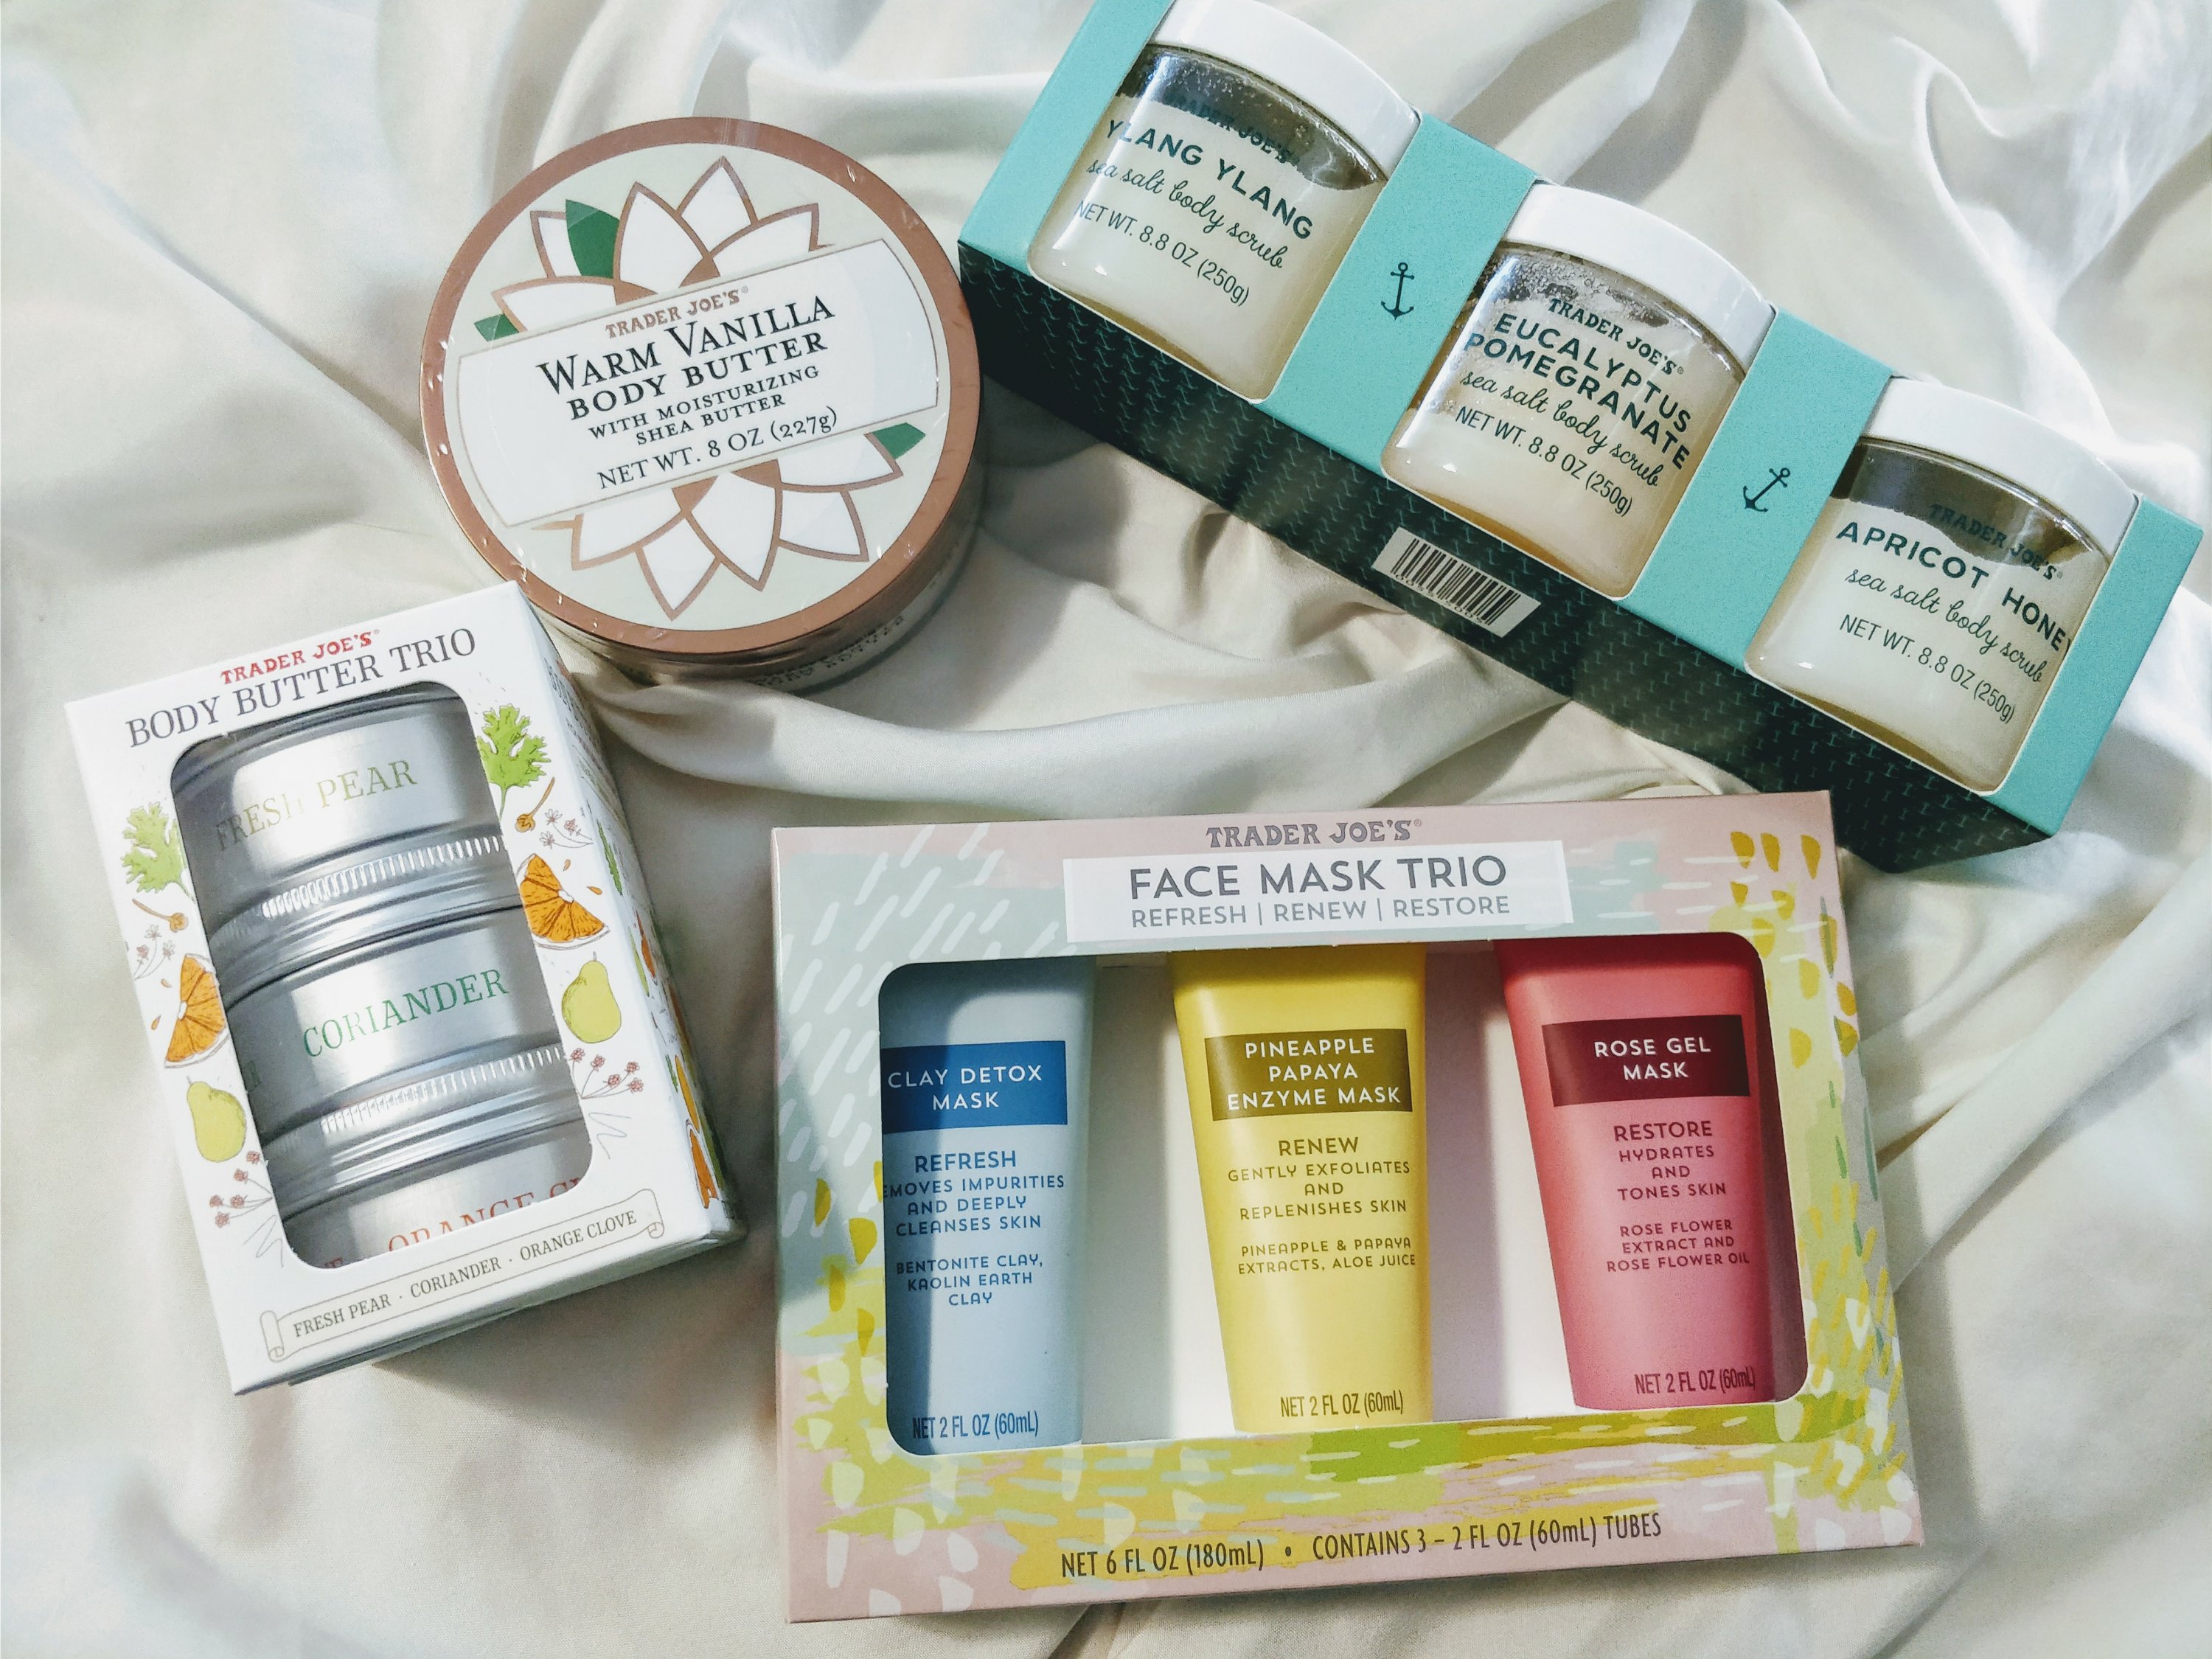 TRADER JOE'S
YLANG YLANG
sea salt body scrub
NET WT. 8.8 OZ (250g)
TRADER JOE'S®
EUCALYPTUS
POMEGRANATE
sea salt body scrub
NET WT. 8.8 OZ (250g)
TRADER JOE'S®
APRICOT HONE
sea salt body scrub
NET WT. 8.8 OZ (250g)
TRADER JOE'S®
WARM VANILLA
BODY BUTTER
WITH MOISTURIZING
SHEA BUTTER
NET WT. 8 OZ (227g)
TRADER JOE'S®
BODY BUTTER TRIO
FRESH PEAR
CORIANDER
ORANGE C
FRESH PEAR · CORIANDER · ORANGE CLOVE
TRADER JOE'S®
FACE MASK TRIO
REFRESH | RENEW | RESTORE
CLAY DETOX
MASK
REFRESH
EMOVES IMPURITIES
AND DEEPLY
CLEANSES SKIN
BENTONITE CLAY,
KAOLIN EARTH
CLAY
NET 2 FL OZ (60mL)
PINEAPPLE
PAPAYA
ENZYME MASK
RENEW
GENTLY EXFOLIATES
AND
REPLENISHES SKIN
PINEAPPLE & PAPAYA
EXTRACTS, ALOE JUICE
NET 2 FL OZ (60mL)
ROSE GEL
MASK
RESTORE
HYDRATES
AND
TONES SKIN
ROSE FLOWER
EXTRACT AND
ROSE FLOWER OIL
NET 2 FL OZ (60mL)
NET 6 FL OZ (180mL) • CONTAINS 3 – 2 FL OZ (60mL) TUBES